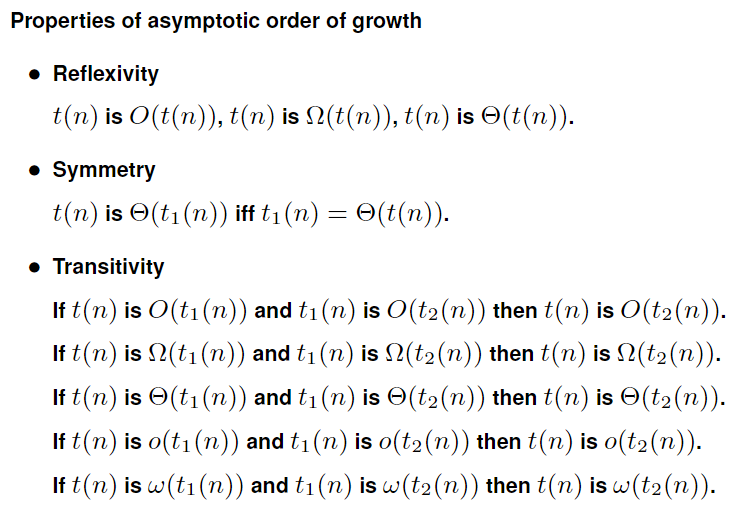 Properties of asymptotic order of growth
• Reflexivity
t(n) is O(t(n)), t(n) is Ω(t(n)), t(n) is Θ(t(n)).
• Symmetry
t(n) is Θ(t₁(n)) iff t₁(n) = Θ(t(n)).
• Transitivity
If t(n) is O(t₁(n)) and t₁(n) is O(t₂(n)) then t(n) is O(t₂(n)).
If t(n) is Ω(t₁(n)) and t₁(n) is Ω(t₂(n)) then t(n) is Ω(t₂(n)).
If t(n) is Θ(t₁(n)) and t₁(n) is Θ(t₂(n)) then t(n) is Θ(t₂(n)).
If t(n) is o(t₁(n)) and t₁(n) is o(t₂(n)) then t(n) is o(t₂(n)).
If t(n) is ω(t₁(n)) and t₁(n) is ω(t₂(n)) then t(n) is ω(t₂(n)).